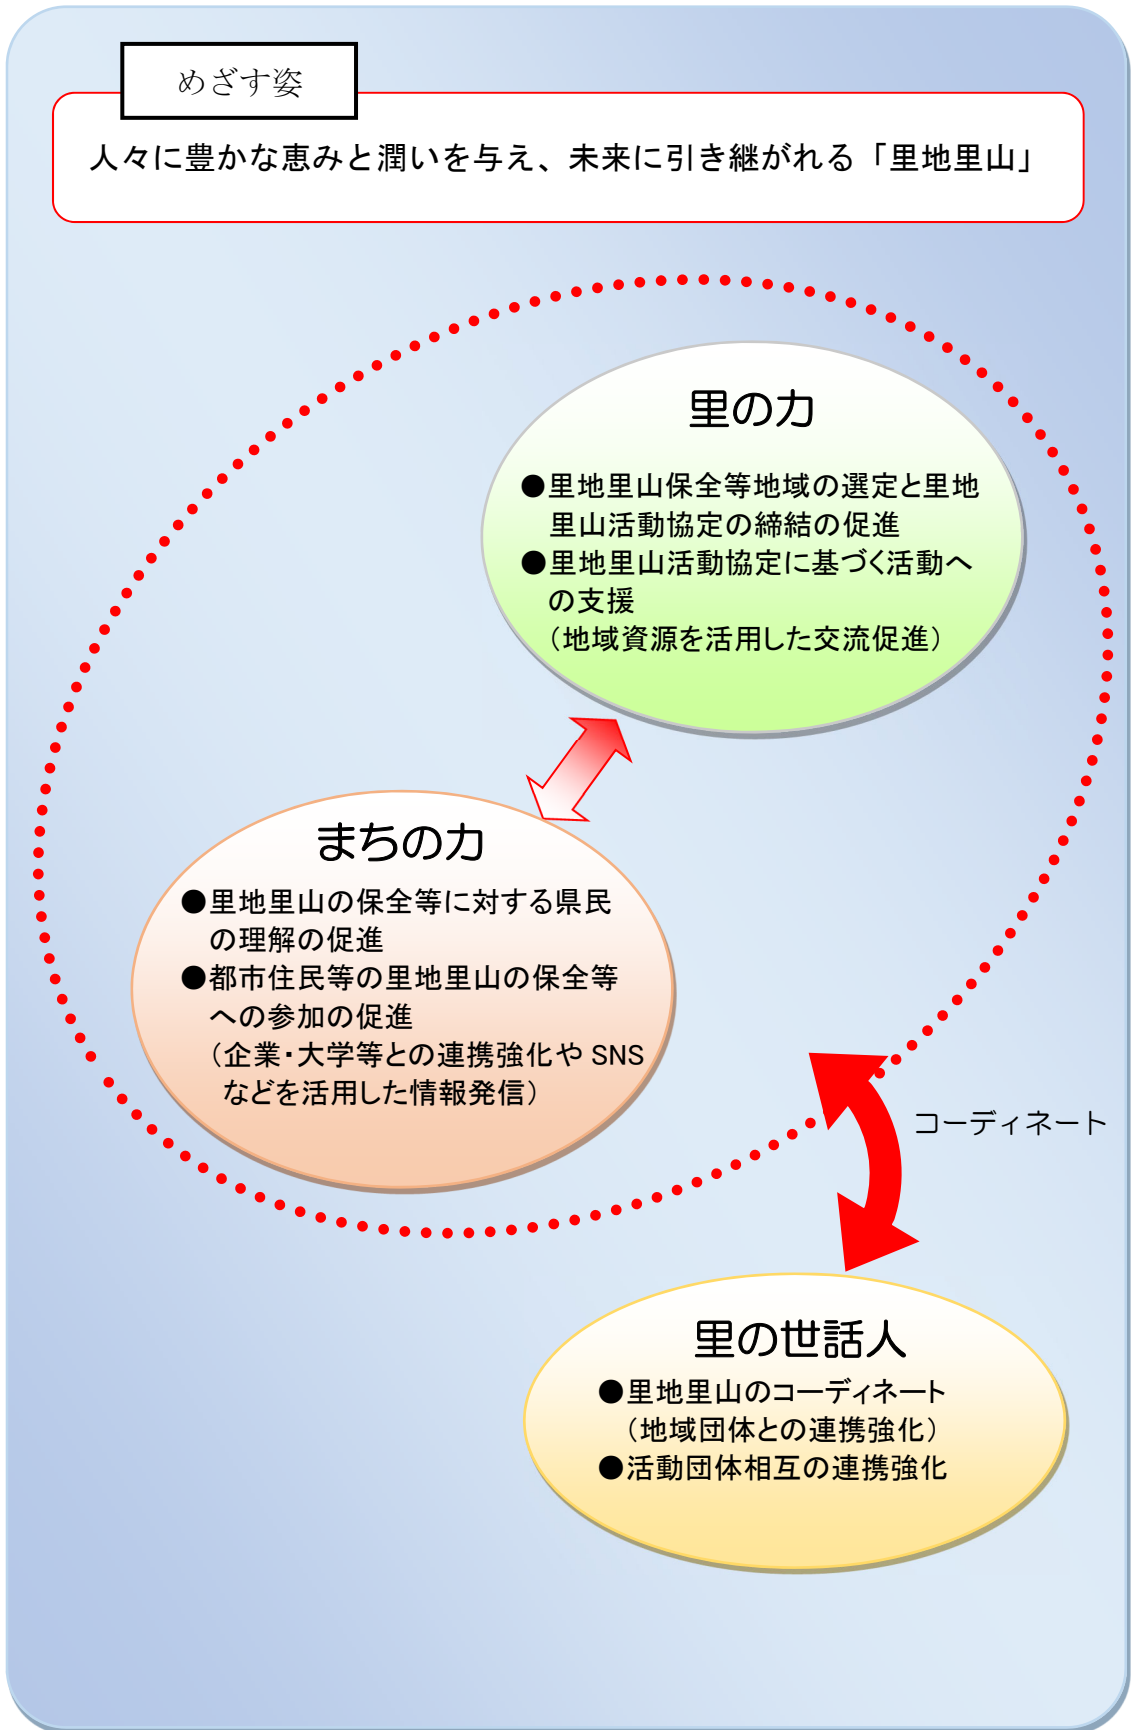 めざす姿
人々に豊かな恵みと潤いを与え、未来に引き継がれる「里地里山」
里の力
●里地里山保全等地域の選定と里地
里山活動協定の締結の促進
●里地里山活動協定に基づく活動へ
の支援
（地域資源を活用した交流促進）
まちの力
●里地里山の保全等に対する県民
の理解の促進
●都市住民等の里地里山の保全等
への参加の促進
（企業・大学等との連携強化や SNS
などを活用した情報発信）
コーディネート
里の世話人
●里地里山のコーディネート
（地域団体との連携強化）
●活動団体相互の連携強化